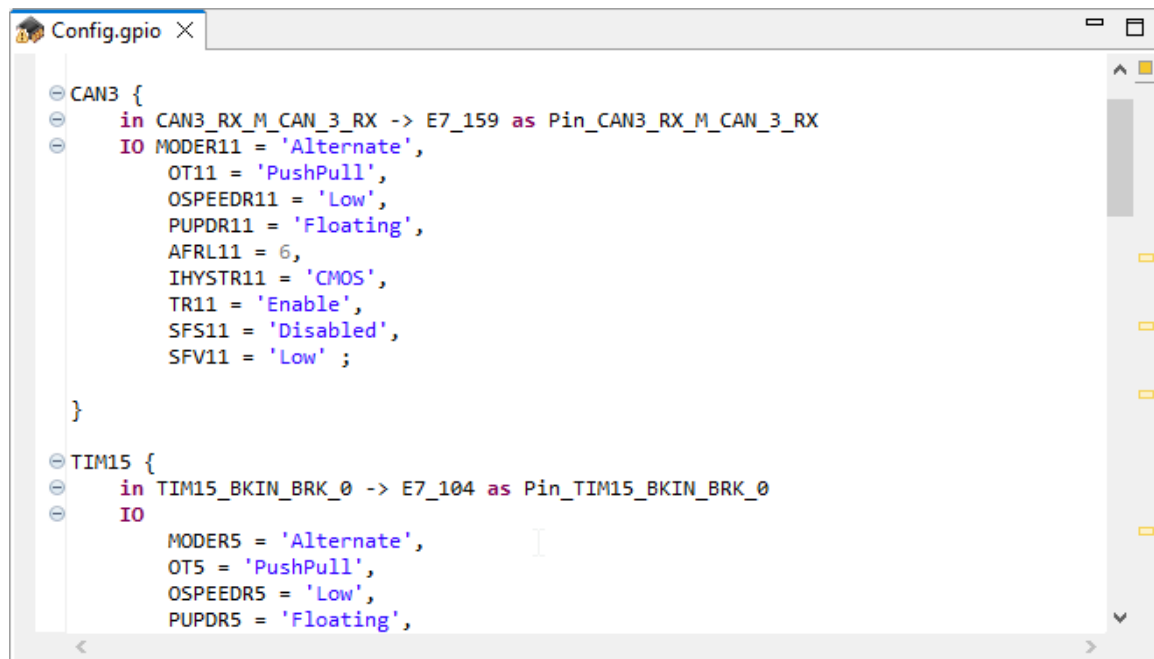 Config.gpio
CAN3 {
in CAN3_RX_M_CAN_3_RX -> E7_159 as Pin_CAN3_RX_M_CAN_3_RX
IO MODER11 = 'Alternate',
OT11 = 'PushPull',
OSPEEDR11 = 'Low',
PUPDR11 = 'Floating',
AFRL11 = 6,
IHYSTR11 = 'CMOS',
TR11 = 'Enable',
SFS11 = 'Disabled',
SFV11 = 'Low' ;
}
TIM15 {
in TIM15_BKIN_BRK_0 -> E7_104 as Pin_TIM15_BKIN_BRK_0
IO
MODER5 = 'Alternate',
OT5 = 'PushPull',
OSPEEDR5 = 'Low',
PUPDR5 = 'Floating',